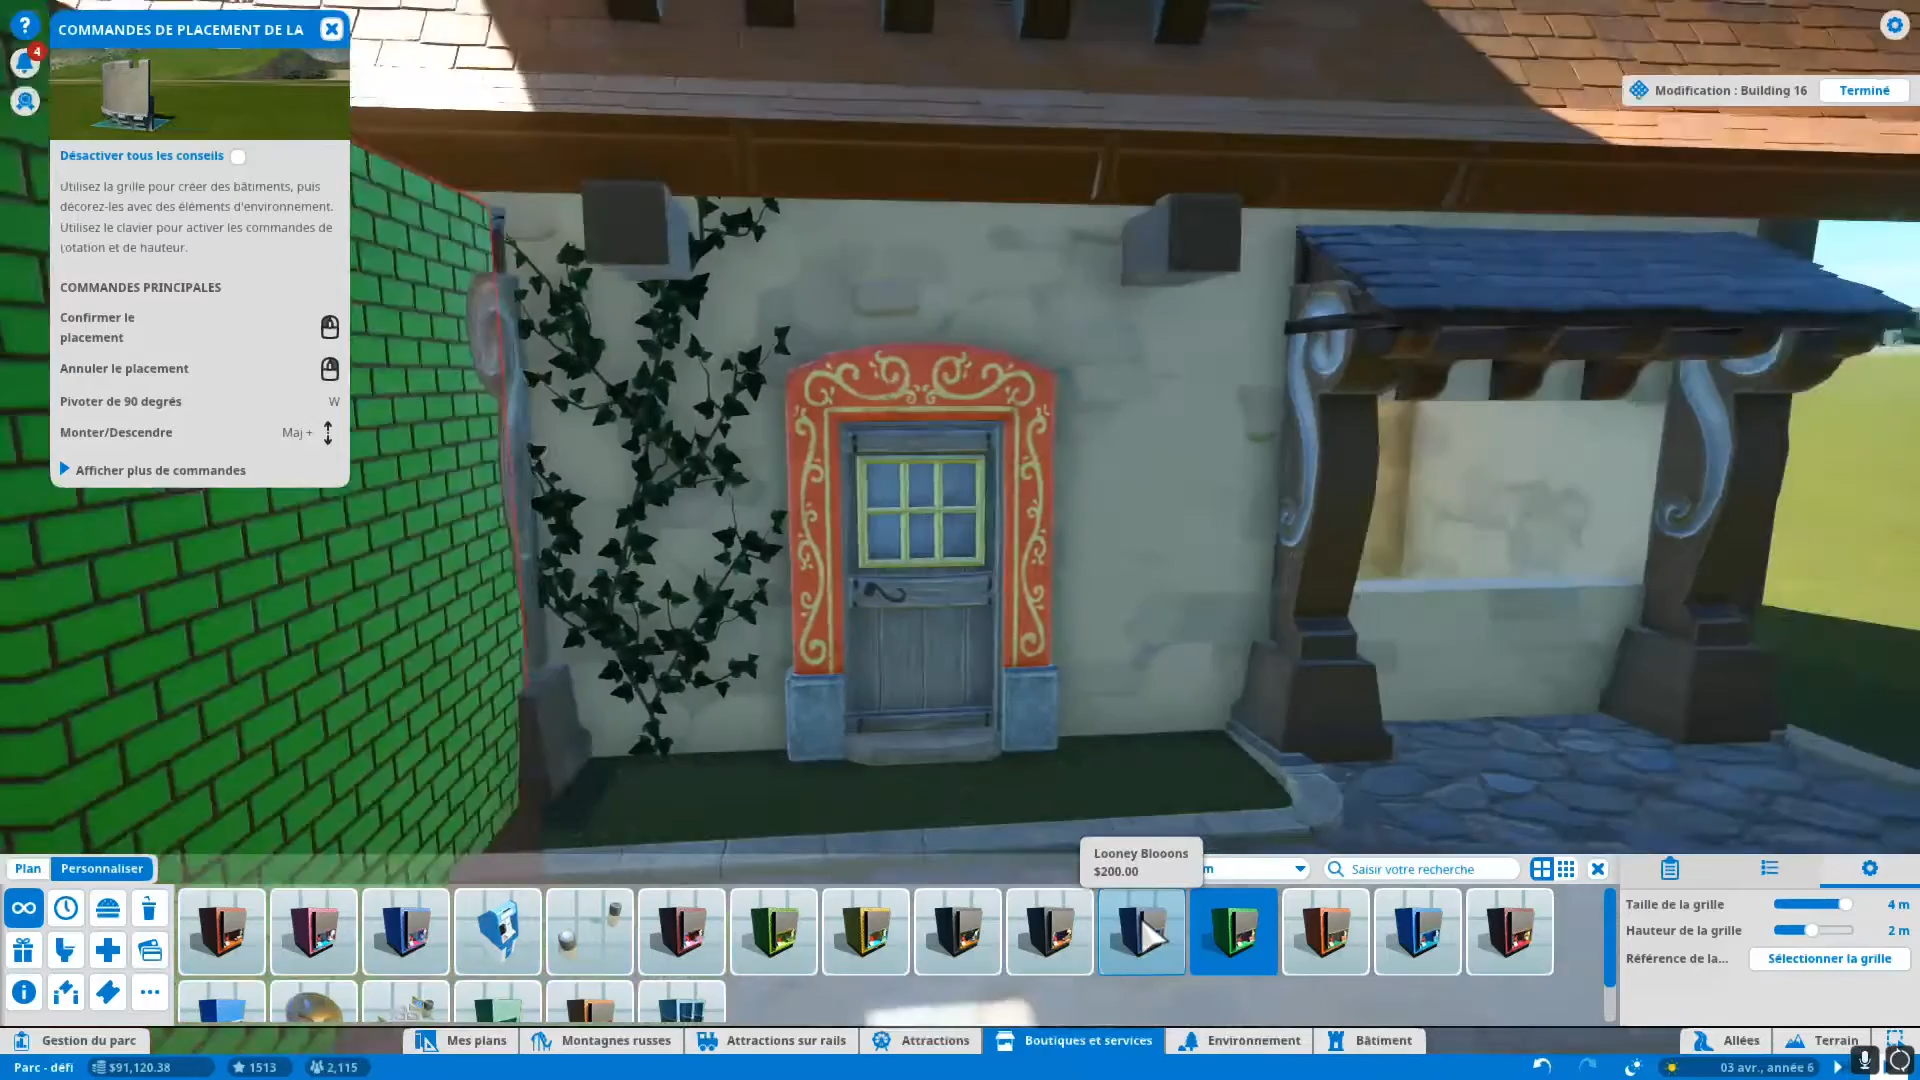 COMMANDES DE PLACEMENT DE LA
4
Désactiver tous les conseils
Utilisez la grille pour créer des bâtiments, puis
décorez-les avec des éléments d'environnement.
Utilisez le clavier pour activer les commandes de
rotation et de hauteur.
COMMANDES PRINCIPALES
Confirmer le
placement
Annuler le placement
Pivoter de 90 degrés W
Monter/Descendre Maj +
Afficher plus de commandes
Modification : Building 16
Terminé
Looney Blooons
$200.00
Plan
Personnaliser
m
Saisir votre recherche
Taille de la grille 4 m
Hauteur de la grille 2 m
Référence de la... Sélectionner la grille
Gestion du parc
Mes plans
Montagnes russes
Attractions sur rails
Attractions
Boutiques et services
Environnement
Bâtiment
Allées
Terrain
Parc - défi
$91,120.38
1513
2,115
03 avr., année 6